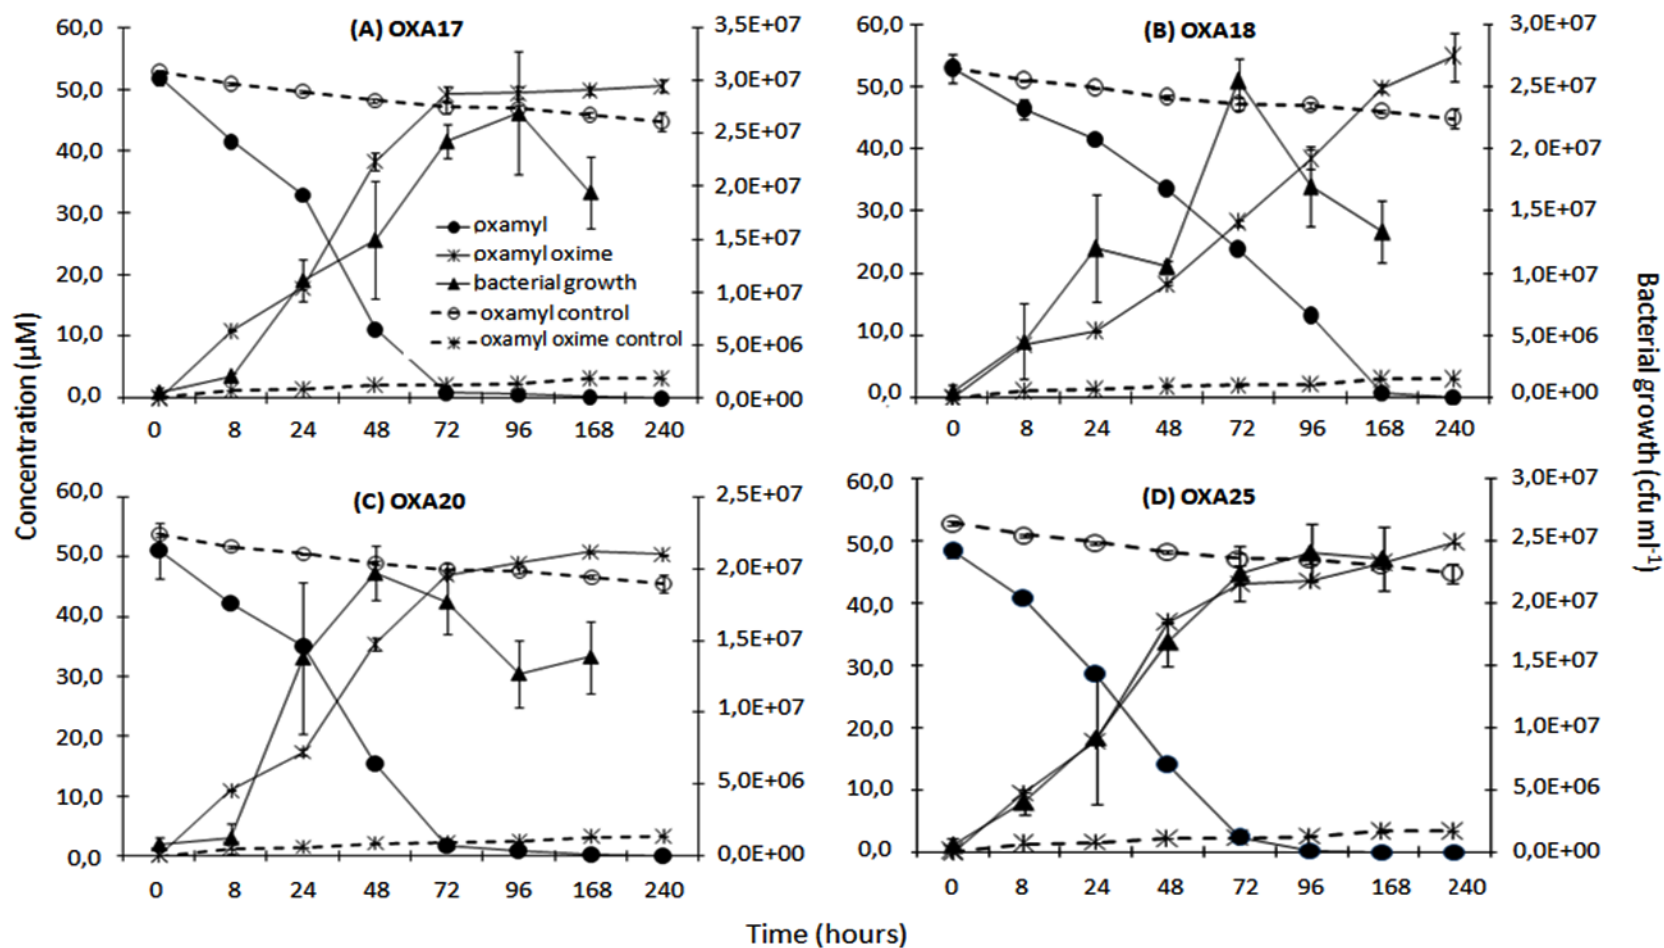 (A) OXA17
60,0
50,0
40,0
30,0
20,0
10,0
0,0
3,5E+07
3,0E+07
2,5E+07
2,0E+07
1,5E+07
1,0E+07
5,0E+06
0,0E+00
oxamyl
oxamyl oxime
bacterial growth
oxamyl control
oxamyl oxime control
0 8 24 48 72 96 168 240
(B) OXA18
60,0
50,0
40,0
30,0
20,0
10,0
0,0
3,0E+07
2,5E+07
2,0E+07
1,5E+07
1,0E+07
5,0E+06
0,0E+00
0 8 24 48 72 96 168 240
(C) OXA20
60,0
50,0
40,0
30,0
20,0
10,0
0,0
2,5E+07
2,0E+07
1,5E+07
1,0E+07
5,0E+06
0,0E+00
0 8 24 48 72 96 168 240
(D) OXA25
60,0
50,0
40,0
30,0
20,0
10,0
0,0
3,0E+07
2,5E+07
2,0E+07
1,5E+07
1,0E+07
5,0E+06
0,0E+00
0 8 24 48 72 96 168 240
Concentration (μM)
Bacterial growth (cfu ml⁻¹)
Time (hours)